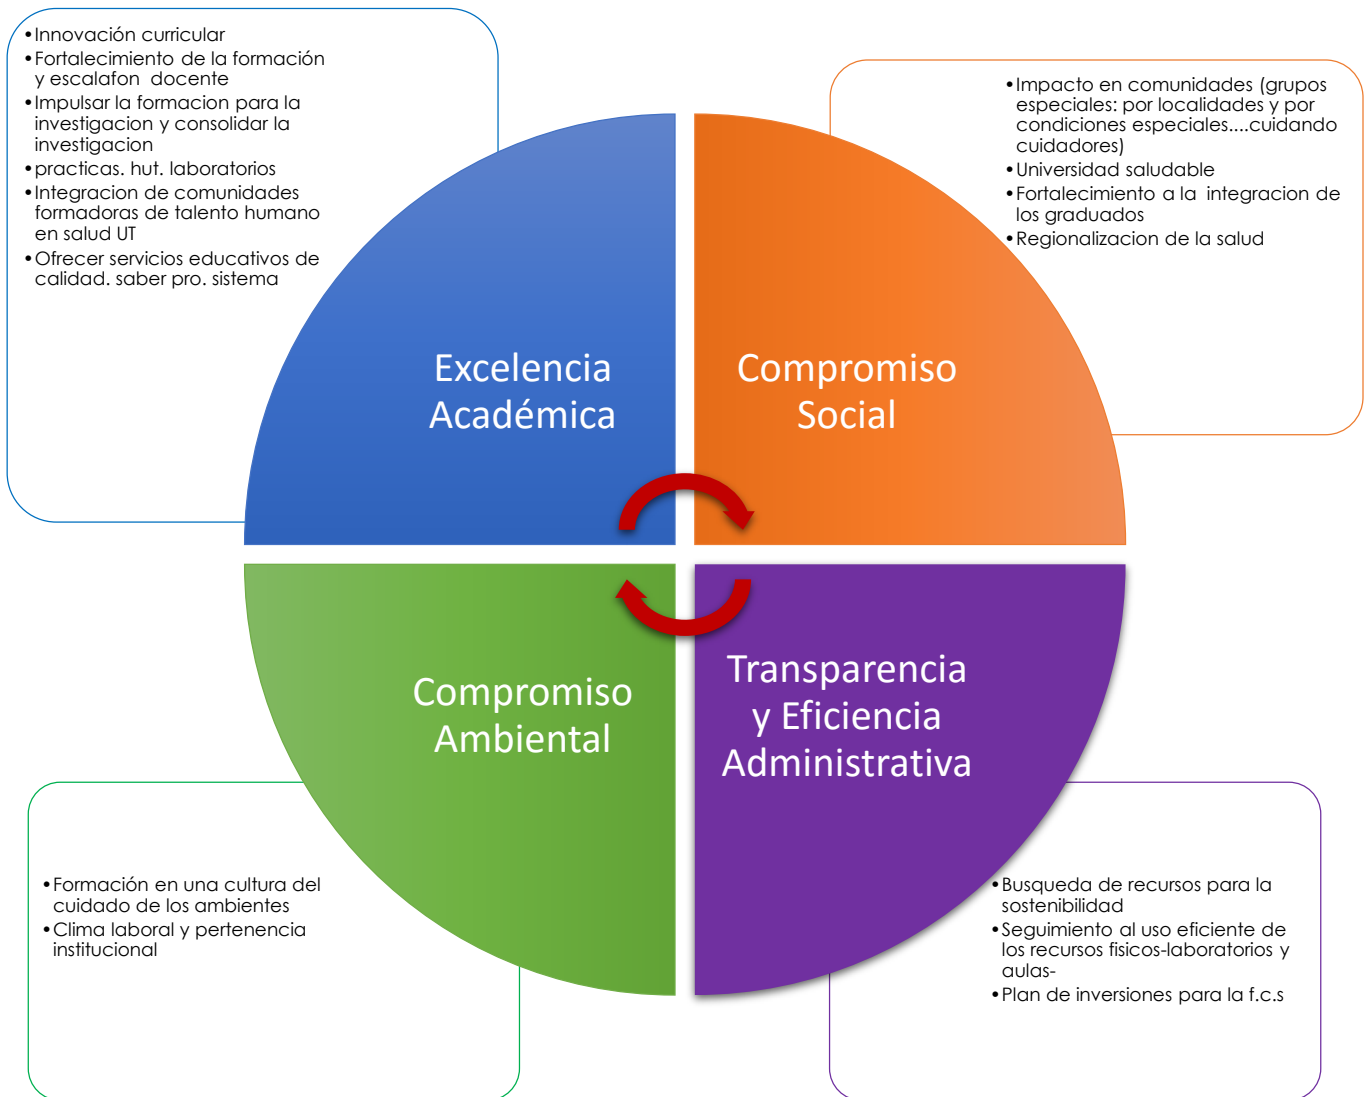 •Innovación curricular
•Fortalecimiento de la formación
y escalafon docente
•Impulsar la formacion para la
investigacion y consolidar la
investigacion
•practicas. hut. laboratorios
•Integracion de comunidades
formadoras de talento humano
en salud UT
•Ofrecer servicios educativos de
calidad. saber pro. sistema
•Impacto en comunidades (grupos
especiales: por localidades y por
condiciones especiales....cuidando
cuidadores)
•Universidad saludable
•Fortalecimiento a la integracion de
los graduados
•Regionalizacion de la salud
Excelencia
Académica
Compromiso
Social
Compromiso
Ambiental
Transparencia
y Eficiencia
Administrativa
•Formación en una cultura del
cuidado de los ambientes
•Clima laboral y pertenencia
institucional
•Busqueda de recursos para la
sostenibilidad
•Seguimiento al uso eficiente de
los recursos fisicos-laboratorios y
aulas-
•Plan de inversiones para la f.c.s